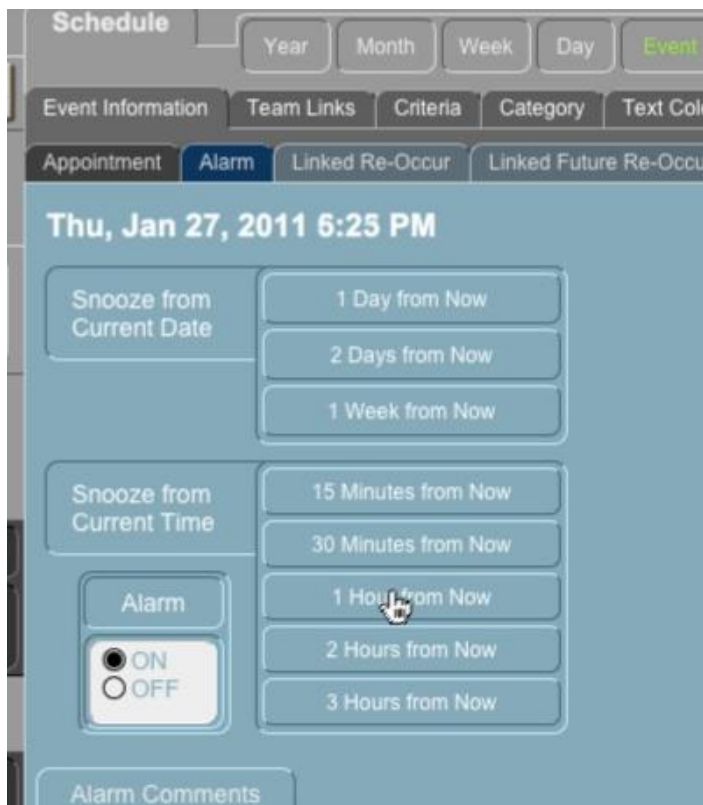 Schedule
Year Month Week Day Event
Event Information Team Links Criteria Category Text
Appointment Alarm Linked Re-Occur Linked Future
Thu, Jan 27, 2011 6:25 PM
Snooze from
Current Date
1 Day from Now
2 Days from Now
1 Week from Now
Snooze from
Current Time
15 Minutes from Now
30 Minutes from Now
1 Hour from Now
2 Hours from Now
3 Hours from Now
Alarm
ON
OFF
Alarm Comments